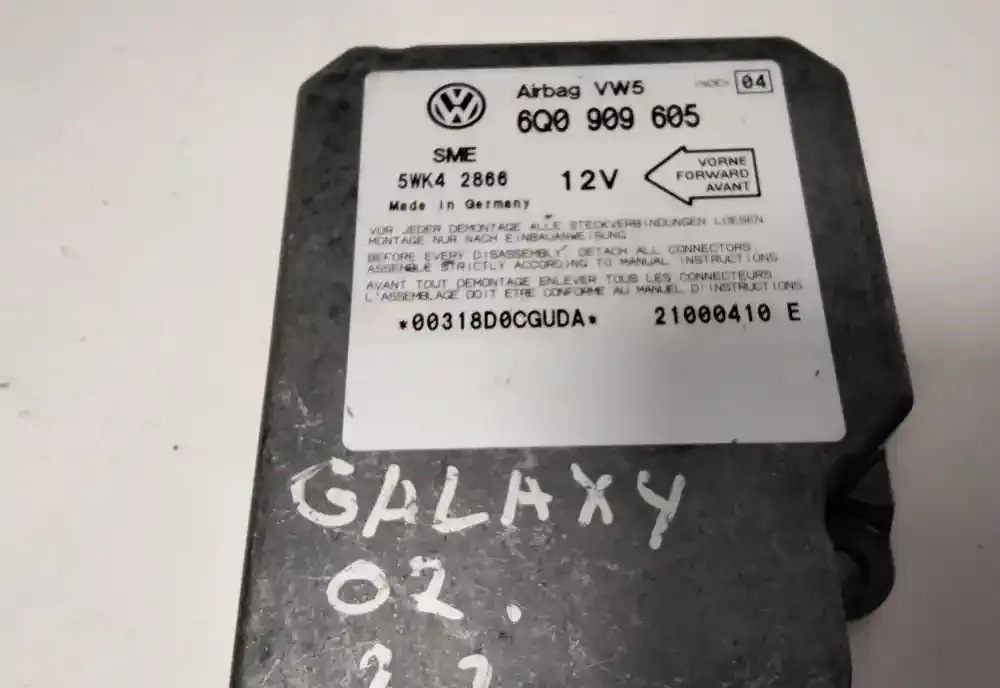 Airbag VW5
INDEX 04
6Q0 909 605
SME
5WK4 2866
12V
VORNE
FORWARD
AVANT
Made in Germany
VOR JEDER DEMONTAGE ALLE STECKVERBINDUNGEN LOESEN
MONTAGE NUR NACH EINBAUANWEISUNG
BEFORE EVERY DISASSEMBLY DETACH ALL CONNECTORS
ASSEMBLE STRICTLY ACCORDING TO MANUAL INSTRUCTIONS
AVANT TOUT DEMONTAGE ENLEVER TOUS LES CONNECTEURS
L'ASSEMBLAGE DOIT ETRE CONFORME AU MANUEL D'INSTRUCTIONS
*00318D0CGUDA* 21000410 E
GALAXY
02.